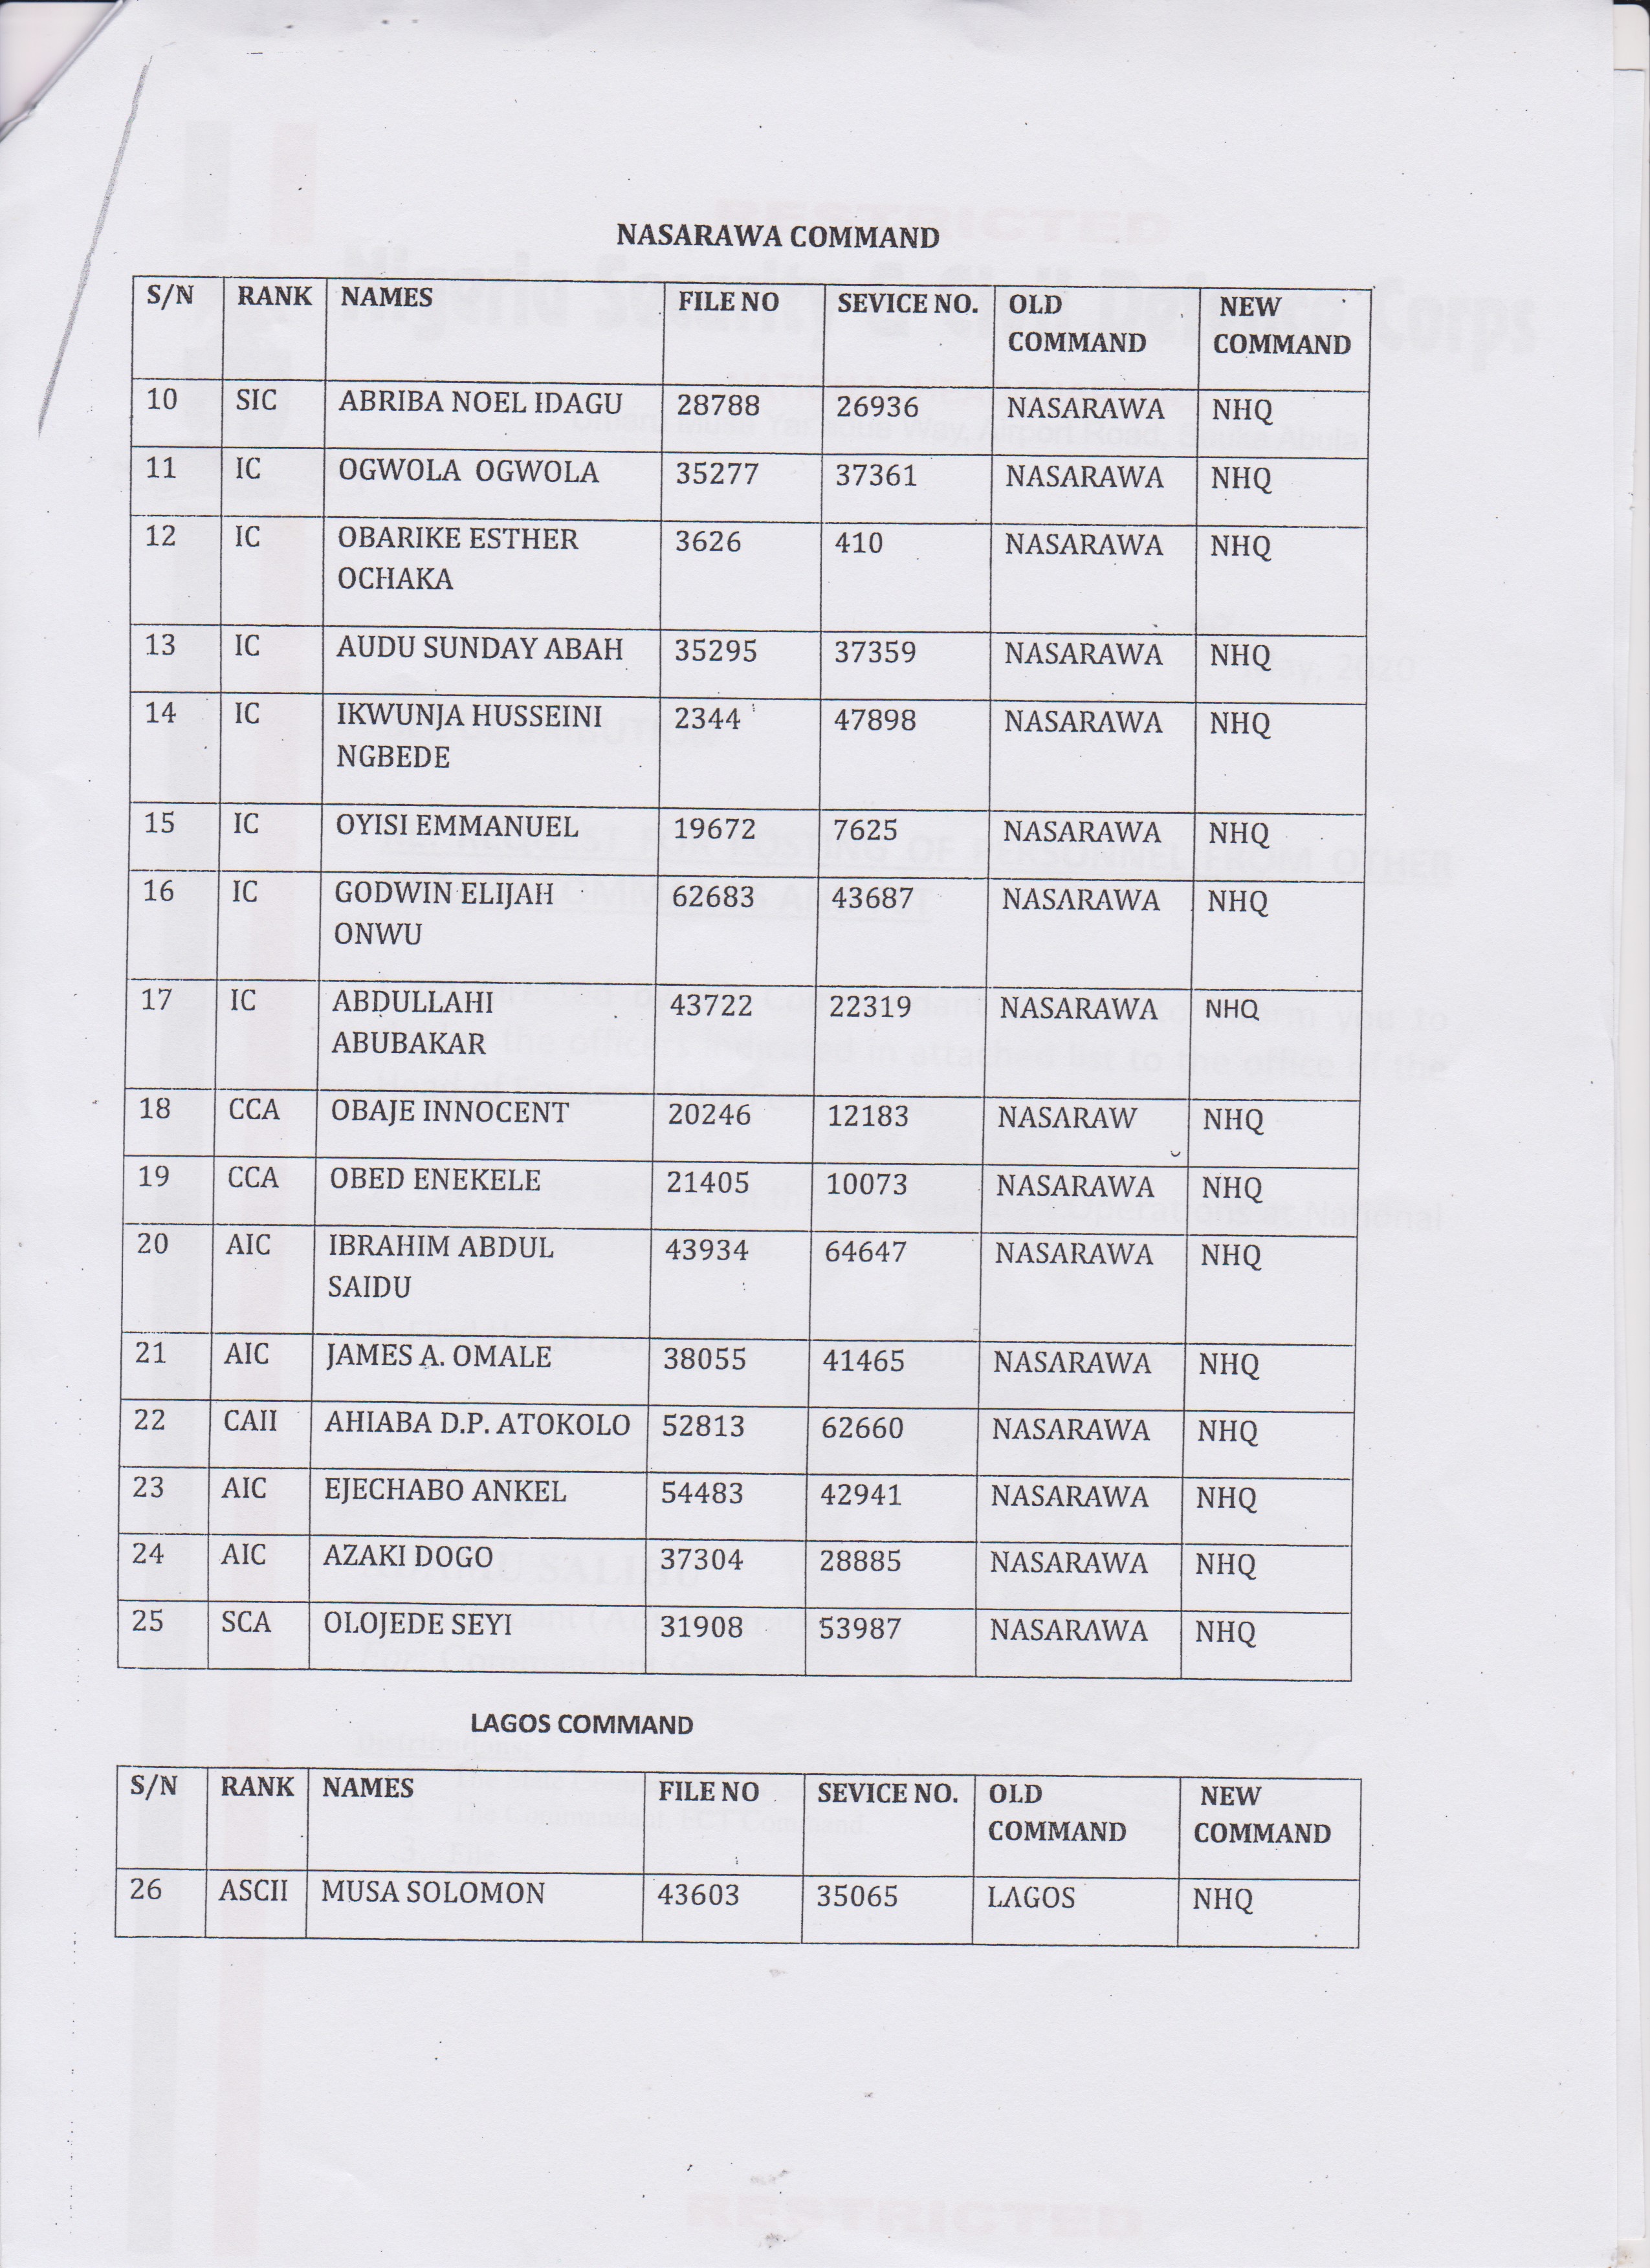 RESTRICTED
NASARAWA COMMAND
S/N RANK NAMES FILE NO SEVICE NO. OLD COMMAND NEW COMMAND
10 SIC ABRIBA NOEL IDAGU 28788 26936 NASARAWA NHQ
11 IC OGWOLA OGWOLA 35277 37361 NASARAWA NHQ
12 IC OBARIKE ESTHER 3626 410 NASARAWA NHQ
OCHAKA
13 IC AUDU SUNDAY ABAH 35295 37359 NASARAWA NHQ
14 IC IKWUNJA HUSSEINI 2344 47898 NASARAWA NHQ
NGBEDE
15 IC OYISI EMMANUEL 19672 7625 NASARAWA NHQ
16 IC GODWIN ELIJAH 62683 43687 NASARAWA NHQ
ONWU
17 IC ABDULLAHI 43722 22319 NASARAWA NHQ
ABUBAKAR
18 CCA OBAJE INNOCENT 20246 12183 NASARAW NHQ
19 CCA OBED ENEKELE 21405 10073 NASARAWA NHQ
20 AIC IBRAHIM ABDUL 43934 64647 NASARAWA NHQ
SAIDU
21 AIC JAMES A. OMALE 38055 41465 NASARAWA NHQ
22 CAII AHIABA D.P. ATOKOLO 52813 62660 NASARAWA NHQ
23 AIC EJECHABO ANKEL 54483 42941 NASARAWA NHQ
24 AIC AZAKI DOGO 37304 28885 NASARAWA NHQ
25 SCA OLOJEDE SEYI 31908 53987 NASARAWA NHQ
LAGOS COMMAND
S/N RANK NAMES FILE NO SEVICE NO. OLD COMMAND NEW COMMAND
26 ASCII MUSA SOLOMON 43603 35065 LAGOS NHQ
RESTRICTED